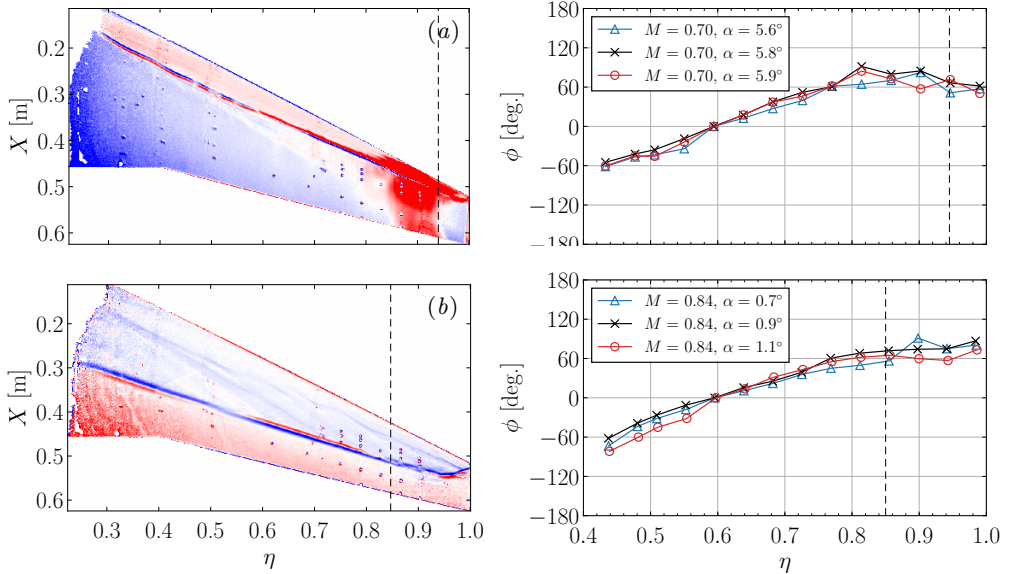 (a)
X [m]
0.1
0.3
0.5
0.6
180
120
60
0
−60
−120
−180
ϕ [deg.]
M = 0.70, α = 5.6°
M = 0.70, α = 5.8°
M = 0.70, α = 5.9°
(b)
X [m]
0.2
0.3
0.4
0.5
0.6
0.3 0.4 0.5 0.6 0.7 0.8 0.9 1.0
η
180
120
60
0
−60
−120
−180
ϕ [deg.]
M = 0.84, α = 0.7°
M = 0.84, α = 0.9°
M = 0.84, α = 1.1°
0.4 0.5 0.6 0.7 0.8 0.9 1.0
η